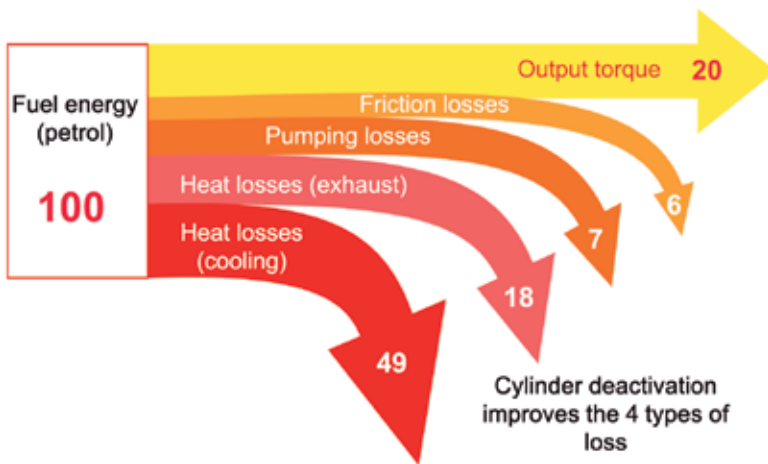 Fuel energy
(petrol)
100
Output torque 20
Friction losses
6
Pumping losses
7
Heat losses (exhaust)
18
Heat losses
(cooling)
49
Cylinder deactivation
improves the 4 types of
loss